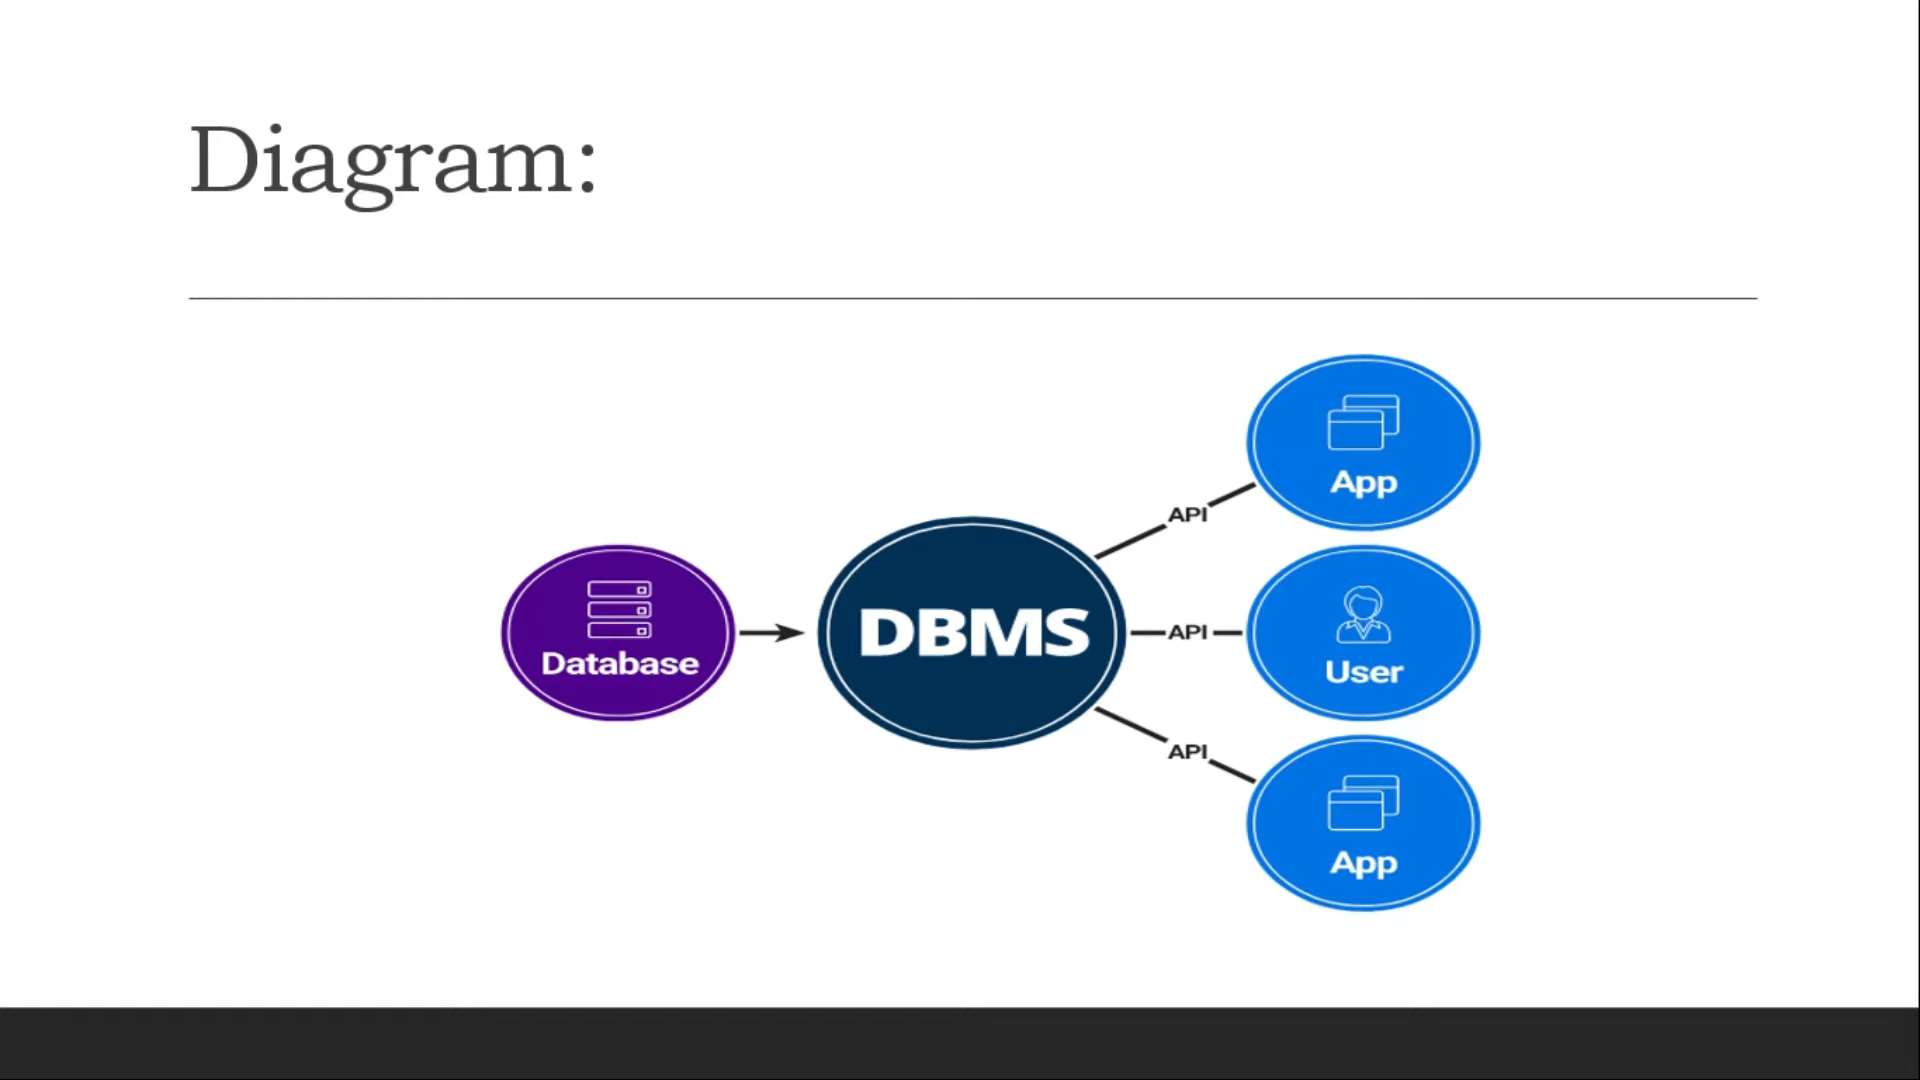 Diagram:
App
API
Database
DBMS
API
User
API
App